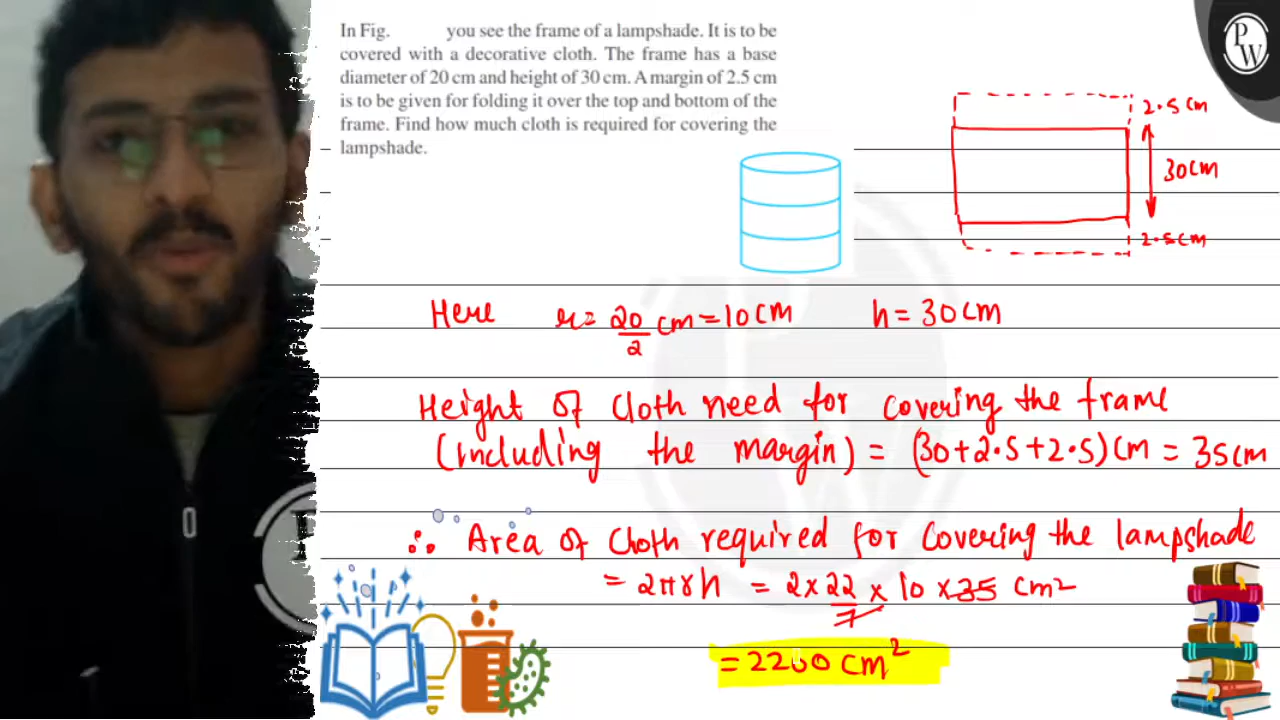 In Fig. you see the frame of a lampshade. It is to be
covered with a decorative cloth. The frame has a base
diameter of 20 cm and height of 30 cm. A margin of 2.5 cm
is to be given for folding it over the top and bottom of the
frame. Find how much cloth is required for covering the
lampshade.
PW
2.5 cm
30cm
2.5cm
Here r = 20/2 cm = 10cm h = 30cm
Height of cloth need for covering the frame
(including the margin) = (30+2.5+2.5) cm = 35cm
∴ Area of cloth required for covering the lampshade
= 2πrh = 2 × 22/7 × 10 × 35 cm²
= 2200 cm²